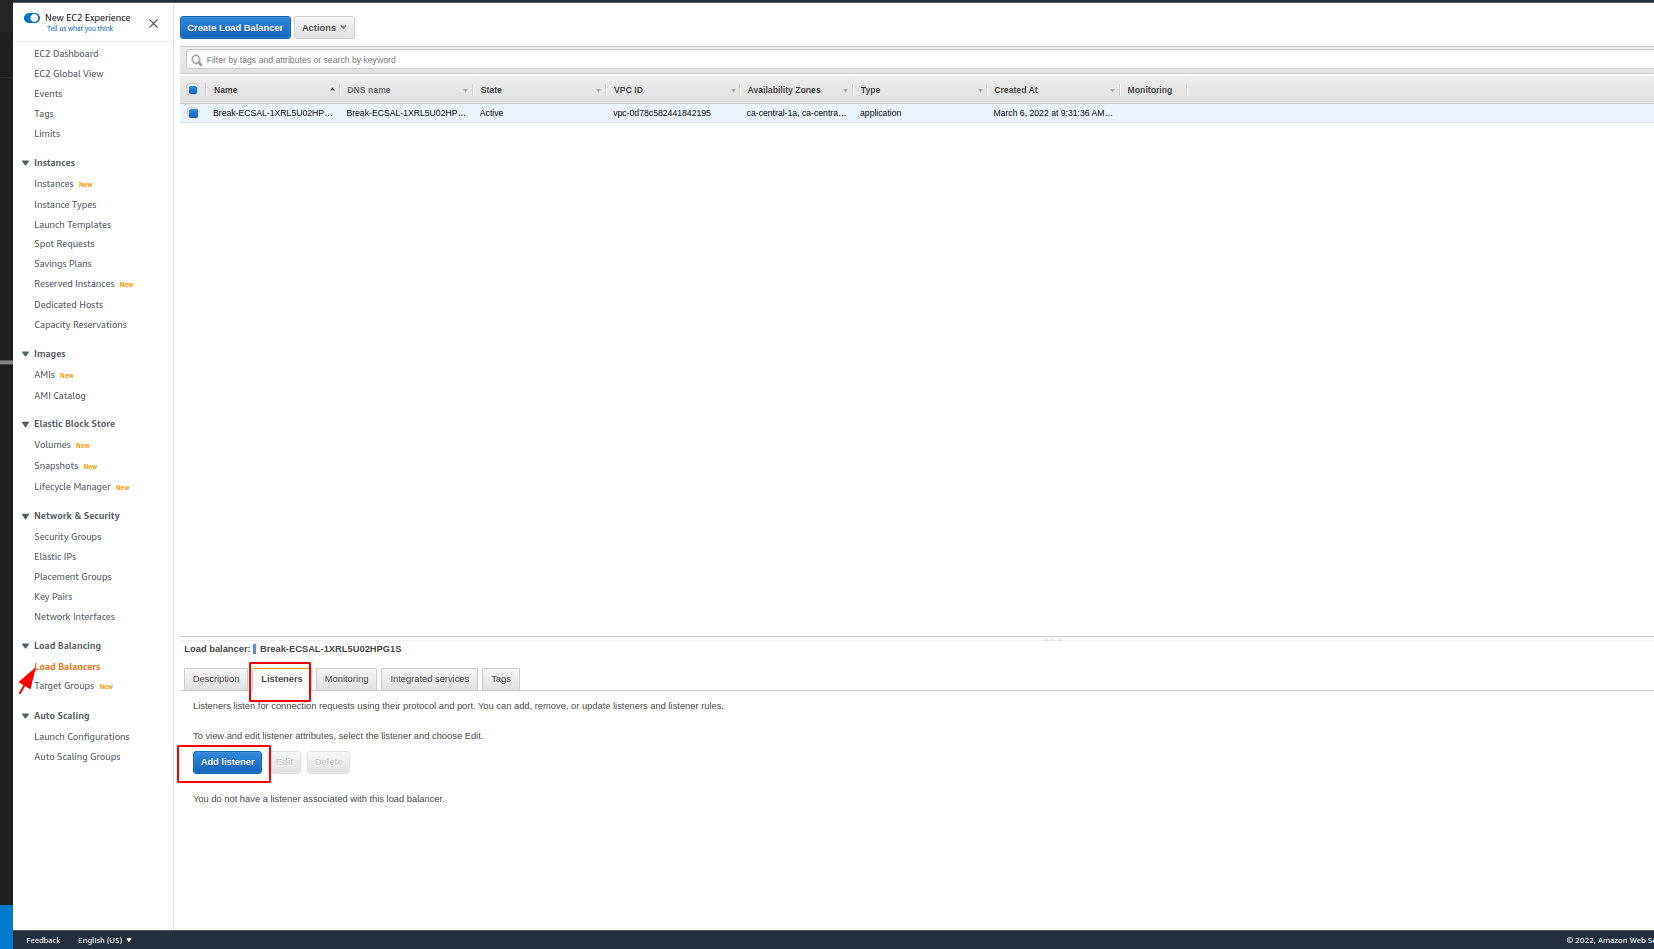 New EC2 Experience
Tell us what you think
EC2 Dashboard
EC2 Global View
Events
Tags
Limits
Instances
Instances New
Instance Types
Launch Templates
Spot Requests
Savings Plans
Reserved Instances New
Dedicated Hosts
Capacity Reservations
Images
AMIs New
AMI Catalog
Elastic Block Store
Volumes New
Snapshots New
Lifecycle Manager New
Network & Security
Security Groups
Elastic IPs
Placement Groups
Key Pairs
Network Interfaces
Load Balancing
Load Balancers
Target Groups New
Auto Scaling
Launch Configurations
Auto Scaling Groups
Create Load Balancer Actions
Filter by tags and attributes or search by keyword
Name DNS name State VPC ID Availability Zones Type Created At Monitoring
Break-ECSAL-1XRL5U02HP... Break-ECSAL-1XRL5U02HP... Active vpc-0d78c582441842195 ca-central-1a, ca-centra... application March 6, 2022 at 9:31:36 AM...
Load balancer: Break-ECSAL-1XRL5U02HPG1S
Description Listeners Monitoring Integrated services Tags
Listeners listen for connection requests using their protocol and port. You can add, remove, or update listeners and listener rules.
To view and edit listener attributes, select the listener and choose Edit.
Add listener Edit Delete
You do not have a listener associated with this load balancer.
Feedback English (US) © 2022, Amazon Web S